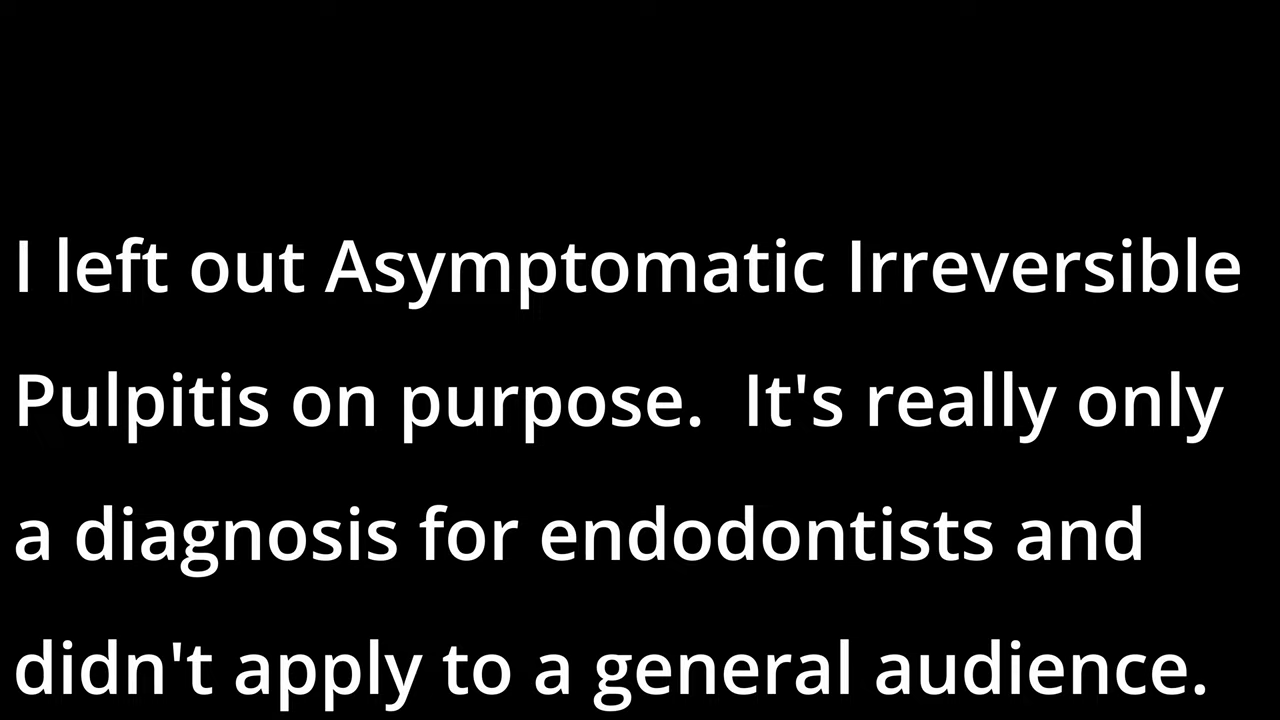 I left out Asymptomatic Irreversible
Pulpitis on purpose.  It's really only
a diagnosis for endodontists and
didn't apply to a general audience.